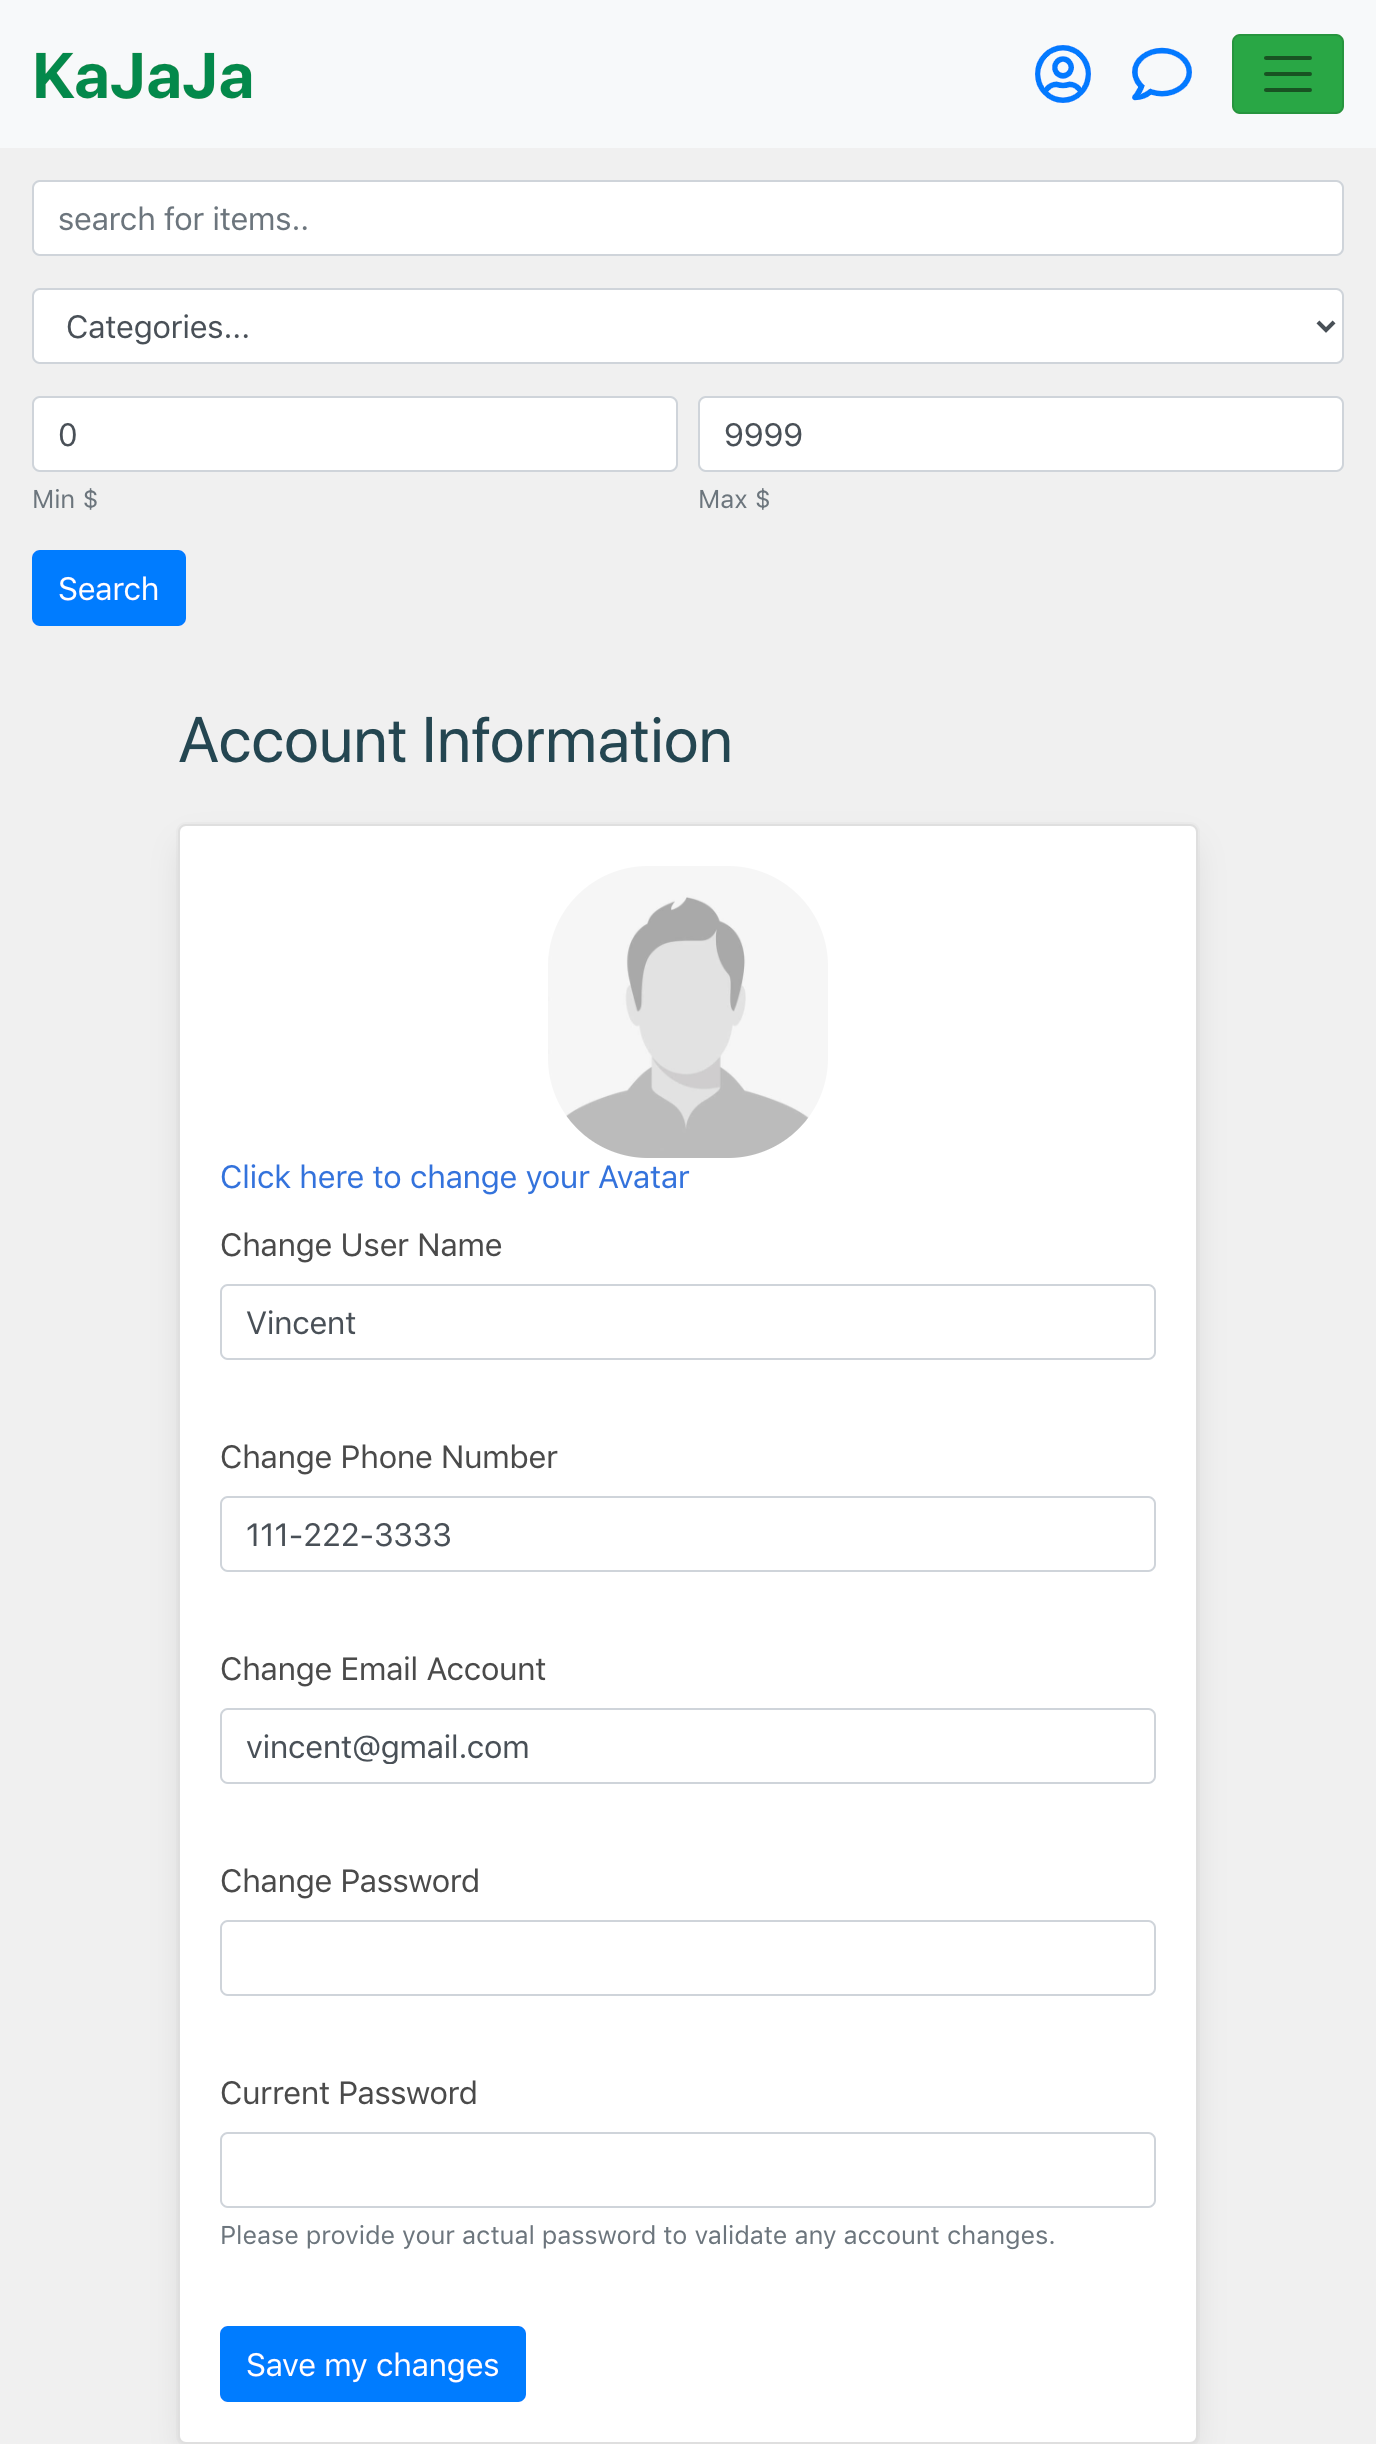 KaJaJa
search for items..
Categories...
0
9999
Min $
Max $
Search
Account Information
Click here to change your Avatar
Change User Name
Vincent
Change Phone Number
111-222-3333
Change Email Account
vincent@gmail.com
Change Password
Current Password
Please provide your actual password to validate any account changes.
Save my changes